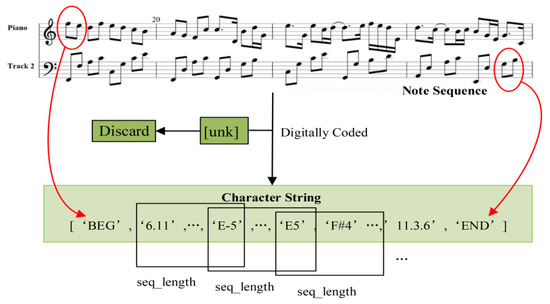 Piano
20
Track 2
Note Sequence
Discard
[unk]
Digitally Coded
Character String
[ ‘BEG’ , ‘6.11’ ,…, ‘E-5’ ,…, ‘E5’ , ‘F#4’ …, ’ 11.3.6’ , ‘END’ ]
…
seq_length
seq_length
seq_length